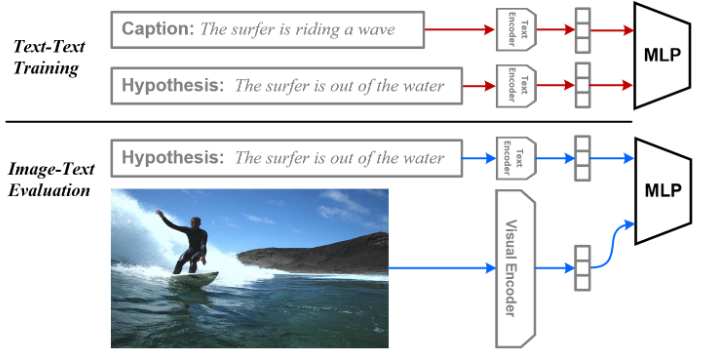 Text-Text
Training
Caption: The surfer is riding a wave
Text
Encoder
MLP
Hypothesis: The surfer is out of the water
Text
Encoder
Image-Text
Evaluation
Hypothesis: The surfer is out of the water
Text
Encoder
MLP
Visual Encoder